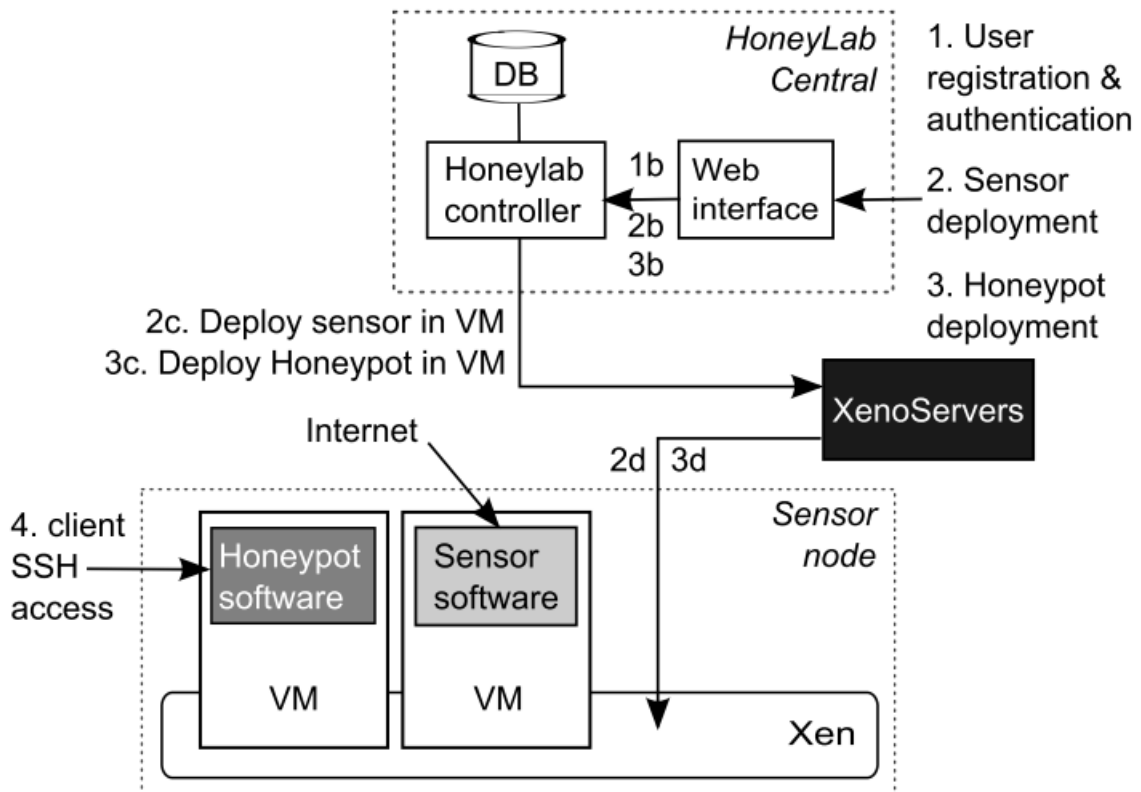 HoneyLab
Central
DB
1. User
registration &
authentication
Honeylab
controller
1b
2b
3b
Web
interface
2. Sensor
deployment
3. Honeypot
deployment
2c. Deploy sensor in VM
3c. Deploy Honeypot in VM
XenoServers
Internet
2d
3d
Sensor
node
4. client
SSH
access
Honeypot
software
Sensor
software
VM
VM
Xen